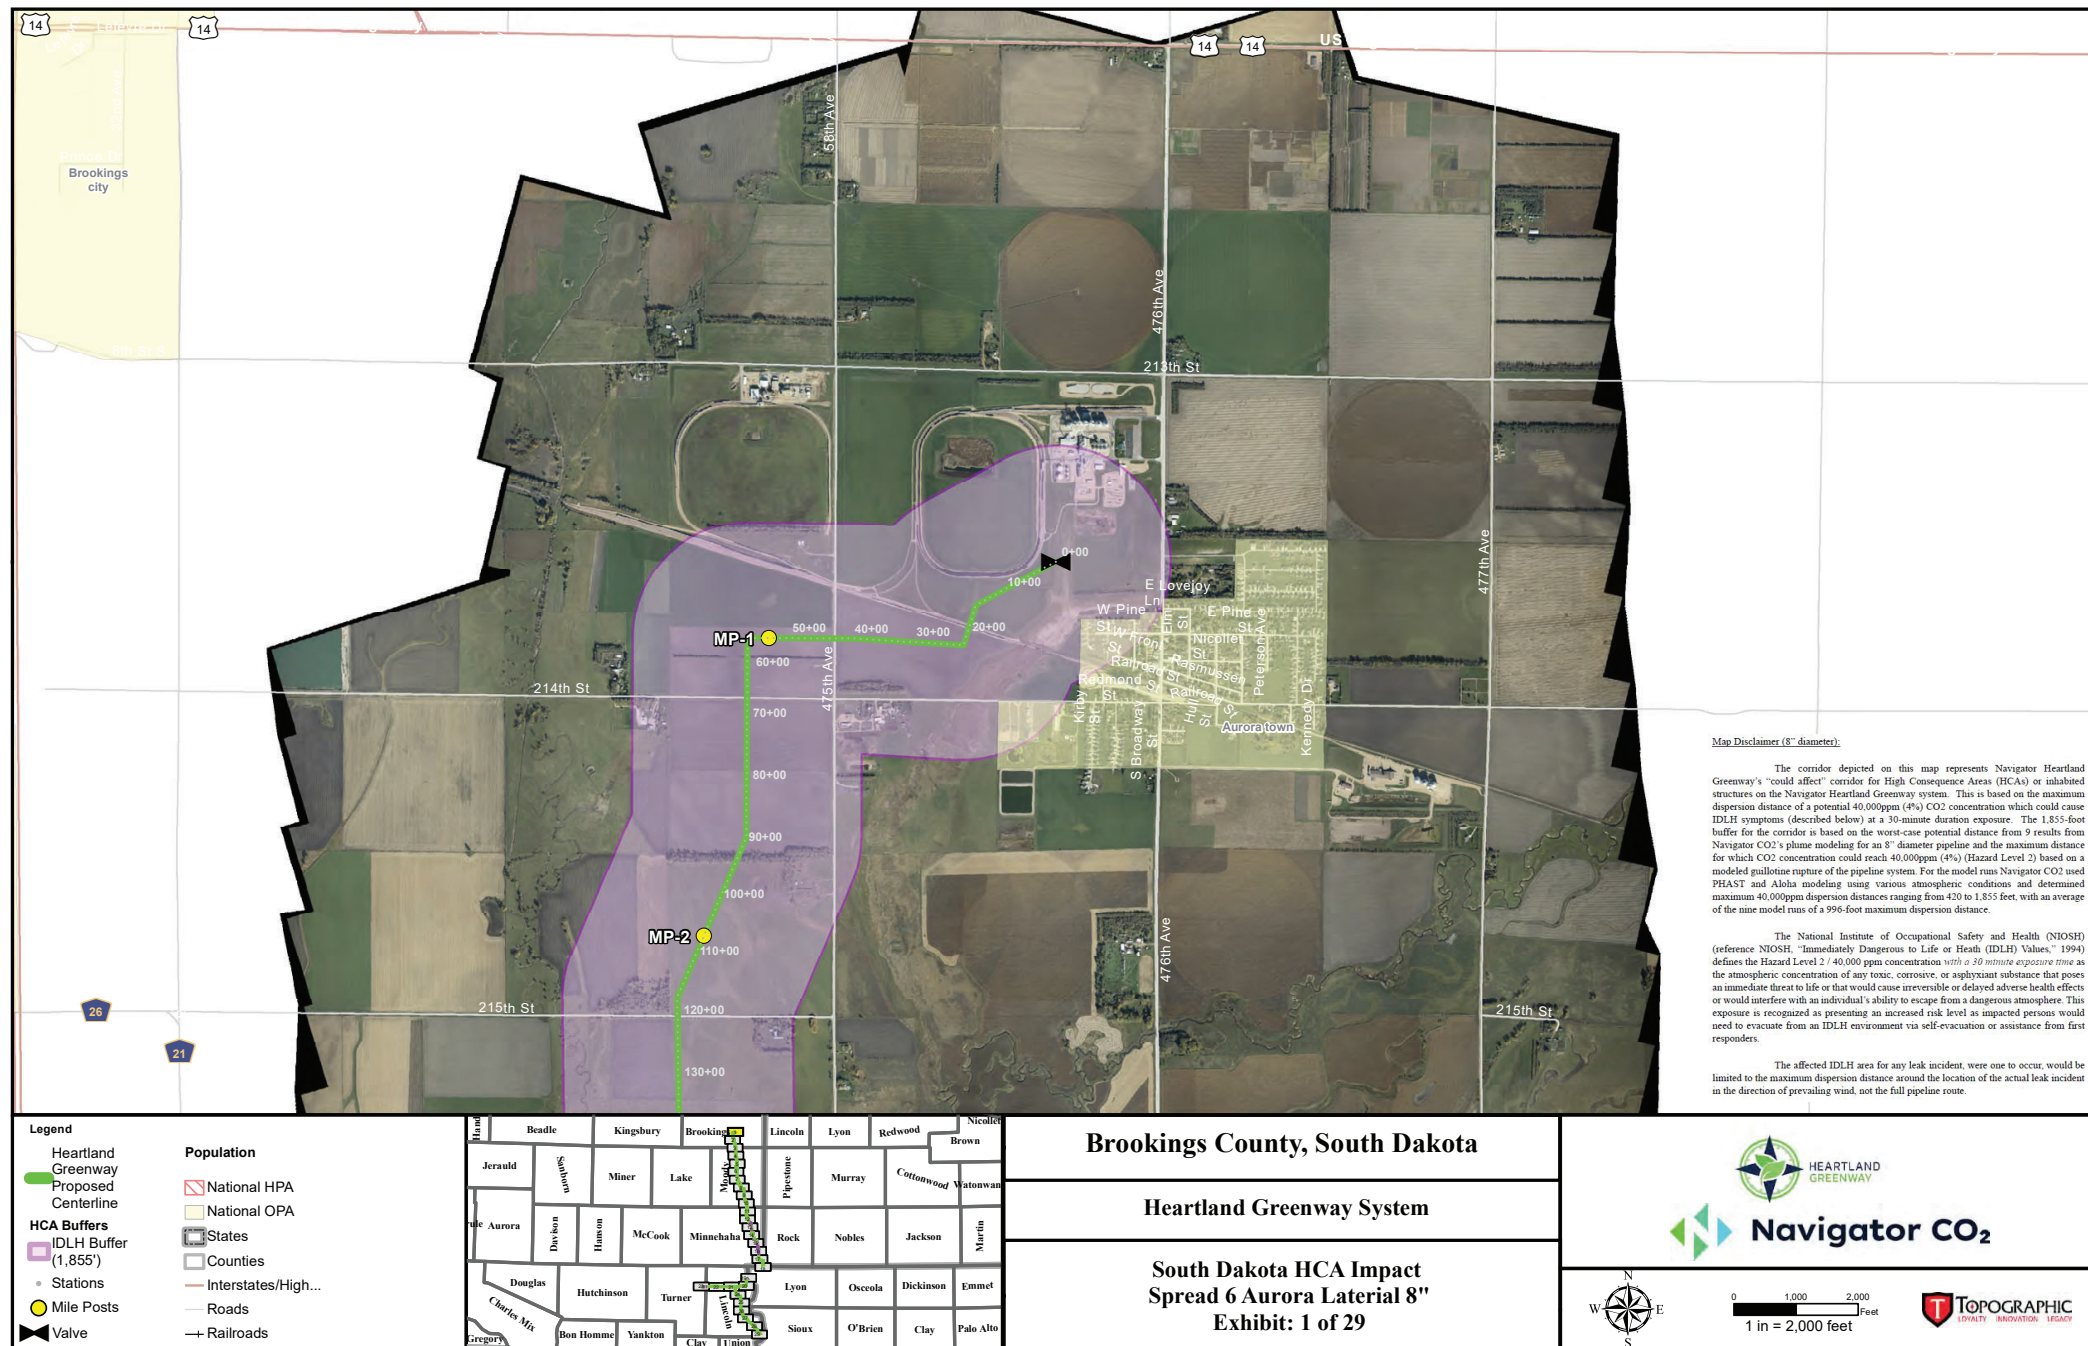 14
14
14
14
US
Brookings
city
58th Ave
476th Ave
213th St
477th Ave
0+00
10+00
20+00
30+00
40+00
50+00
MP-1
60+00
475th Ave
214th St
70+00
80+00
90+00
100+00
MP-2
110+00
215th St
120+00
130+00
476th Ave
215th St
E Lovejoy
Ln
W Pine
St
Elm
St
E Pine
St
W Front
St
Nicollet
St
Peterson Ave
Railroad St
Rasmussen
Redmond
St
Railroad St
Kirby
St
S Broadway
St
Hull
St
Aurora town
Kennedy Dr
26
21
Map Disclaimer (8" diameter):
The corridor depicted on this map represents Navigator Heartland
Greenway's "could affect" corridor for High Consequence Areas (HCAs) or inhabited
structures on the Navigator Heartland Greenway system. This is based on the maximum
dispersion distance of a potential 40,000ppm (4%) CO2 concentration which could cause
IDLH symptoms (described below) at a 30-minute duration exposure. The 1,855-foot
buffer for the corridor is based on the worst-case potential distance from 9 results from
Navigator CO2's plume modeling for an 8" diameter pipeline and the maximum distance
for which CO2 concentration could reach 40,000ppm (4%) (Hazard Level 2) based on a
modeled guillotine rupture of the pipeline system. For the model runs Navigator CO2 used
PHAST and Aloha modeling using various atmospheric conditions and determined
maximum 40,000ppm dispersion distances ranging from 420 to 1,855 feet, with an average
of the nine model runs of a 996-foot maximum dispersion distance.
The National Institute of Occupational Safety and Health (NIOSH)
(reference NIOSH, "Immediately Dangerous to Life or Heath (IDLH) Values," 1994)
defines the Hazard Level 2 / 40,000 ppm concentration with a 30 minute exposure time as
the atmospheric concentration of any toxic, corrosive, or asphyxiant substance that poses
an immediate threat to life or that would cause irreversible or delayed adverse health effects
or would interfere with an individual's ability to escape from a dangerous atmosphere. This
exposure is recognized as presenting an increased risk level as impacted persons would
need to evacuate from an IDLH environment via self-evacuation or assistance from first
responders.
The affected IDLH area for any leak incident, were one to occur, would be
limited to the maximum dispersion distance around the location of the actual leak incident
in the direction of prevailing wind, not the full pipeline route.
Legend
Heartland
Greenway
Proposed
Centerline
HCA Buffers
IDLH Buffer
(1,855')
Stations
Mile Posts
Valve
Population
National HPA
National OPA
States
Counties
Interstates/High...
Roads
Railroads
Hand
Beadle
Kingsbury
Brookings
Lincoln
Lyon
Redwood
Nicollet
Brown
Jerauld
Sanborn
Miner
Lake
Moody
Pipestone
Murray
Cottonwood
Watonwan
rule
Aurora
Davison
Hanson
McCook
Minnehaha
Rock
Nobles
Jackson
Martin
Douglas
Hutchinson
Turner
Lincoln
Lyon
Osceola
Dickinson
Emmet
Charles Mix
Gregory
Bon Homme
Yankton
Clay
Union
Sioux
O'Brien
Clay
Palo Alto
Brookings County, South Dakota
Heartland Greenway System
South Dakota HCA Impact
Spread 6 Aurora Laterial 8"
Exhibit: 1 of 29
HEARTLAND
GREENWAY
Navigator CO2
N
W E
S
0 1,000 2,000
Feet
1 in = 2,000 feet
TOPOGRAPHIC
LOYALTY INNOVATION LEGACY